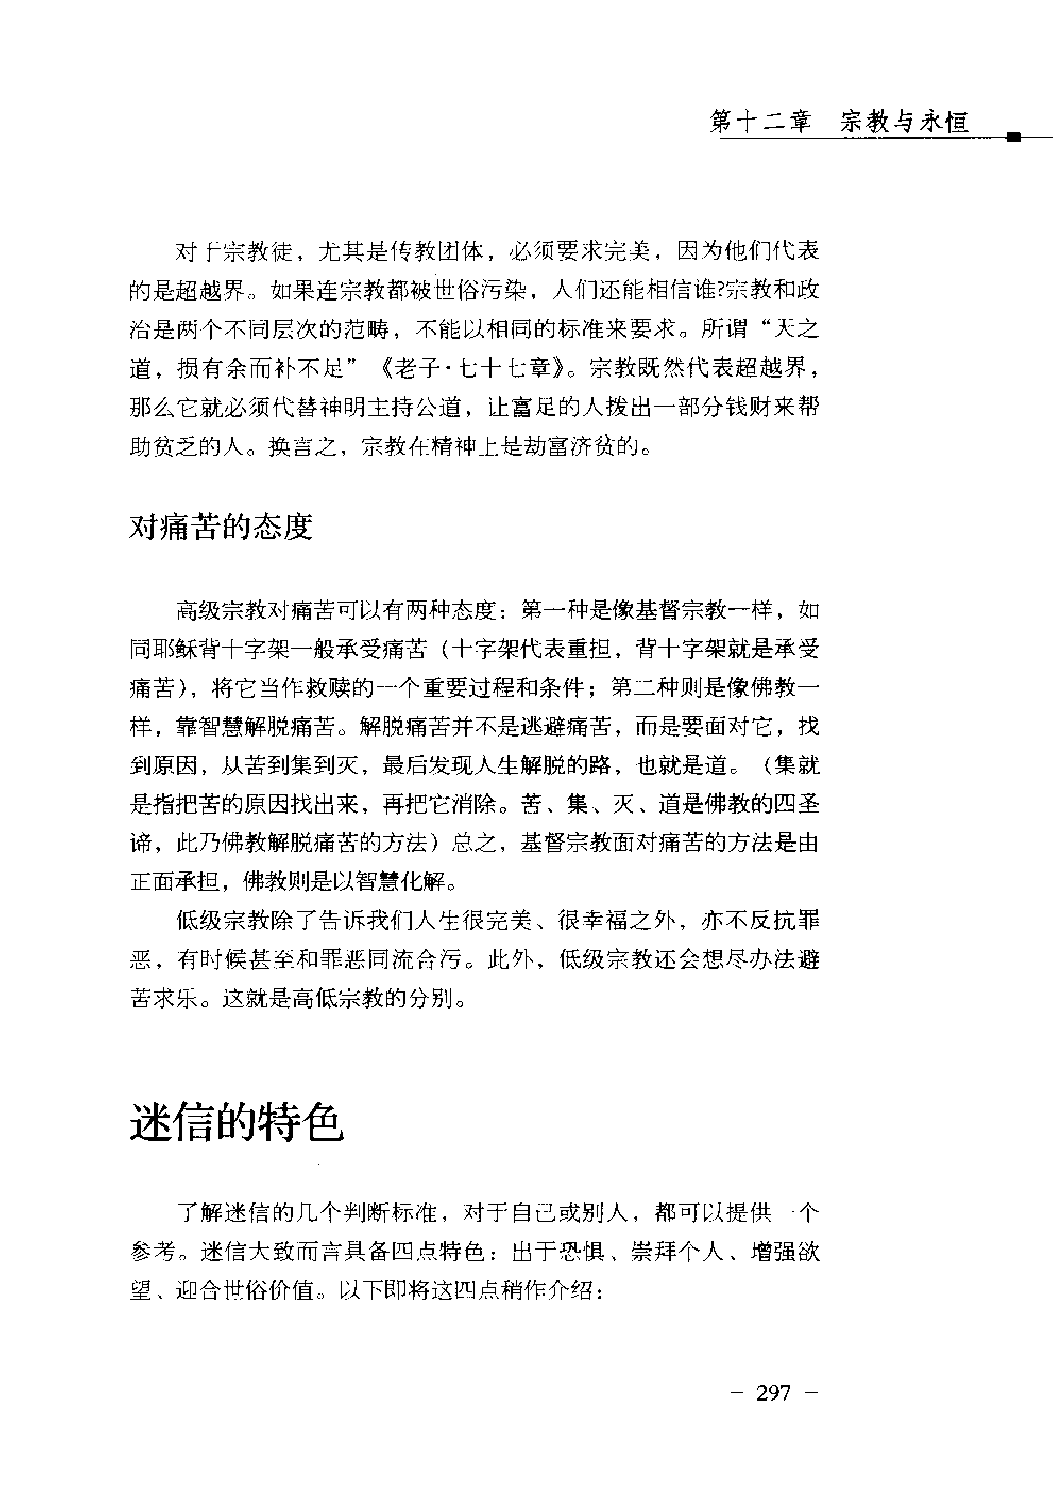 第十二章 宗教与永恒
对于宗教徒，尤其是传教团体，必须要求完美，因为他们代表
的是超越界。如果连宗教都被世俗污染，人们还能相信谁?宗教和政
治是两个不同层次的范畴，不能以相同的标准来要求。所谓“天之
道，损有余而补不足”《老子·七十七章》。宗教既然代表超越界，
那么它就必须代替神明主持公道，让富足的人拨出一部分钱财来帮
助贫乏的人。换言之，宗教在精神上是劫富济贫的。
对痛苦的态度
高级宗教对痛苦可以有两种态度：第一种是像基督宗教一样，如
同耶稣背十字架一般承受痛苦（十字架代表重担，背十字架就是承受
痛苦），将它当作救赎的一个重要过程和条件；第二种则是像佛教一
样，靠智慧解脱痛苦。解脱痛苦并不是逃避痛苦，而是要面对它，找
到原因，从苦到集到灭，最后发现人生解脱的路，也就是道。（集就
是指把苦的原因找出来，再把它消除。苦、集、灭、道是佛教的四圣
谛，此乃佛教解脱痛苦的方法）总之，基督宗教面对痛苦的方法是由
正面承担，佛教则是以智慧化解。
低级宗教除了告诉我们人生很完美、很幸福之外，亦不反抗罪
恶，有时候甚至和罪恶同流合污。此外，低级宗教还会想尽办法避
苦求乐。这就是高低宗教的分别。
迷信的特色
了解迷信的几个判断标准，对于自己或别人，都可以提供一个
参考。迷信大致而言具备四点特色：出于恐惧、崇拜个人、增强欲
望、迎合世俗价值。以下即将这四点稍作介绍：
- 297 -